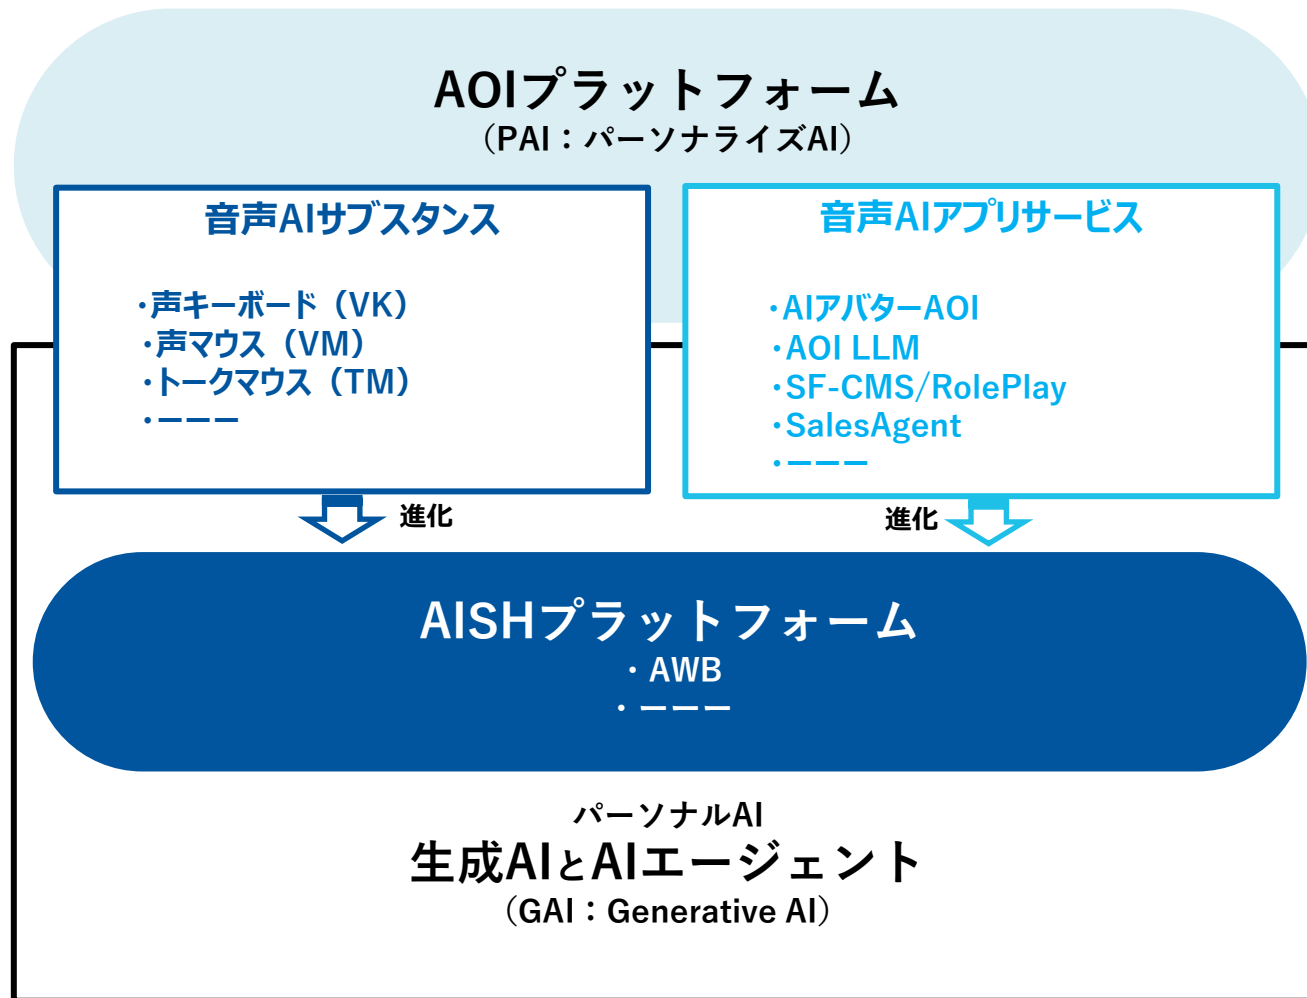 AOIプラットフォーム
（PAI：パーソナライズAI）
音声AIサブスタンス
・声キーボード（VK）
・声マウス（VM）
・トークマウス（TM）
・ーーー
音声AIアプリサービス
・AIアバターAOI
・AOI LLM
・SF-CMS/RolePlay
・SalesAgent
・ーーー
進化
進化
AISHプラットフォーム
・AWB
・ーーー
パーソナルAI
生成AIとAIエージェント
（GAI：Generative AI）